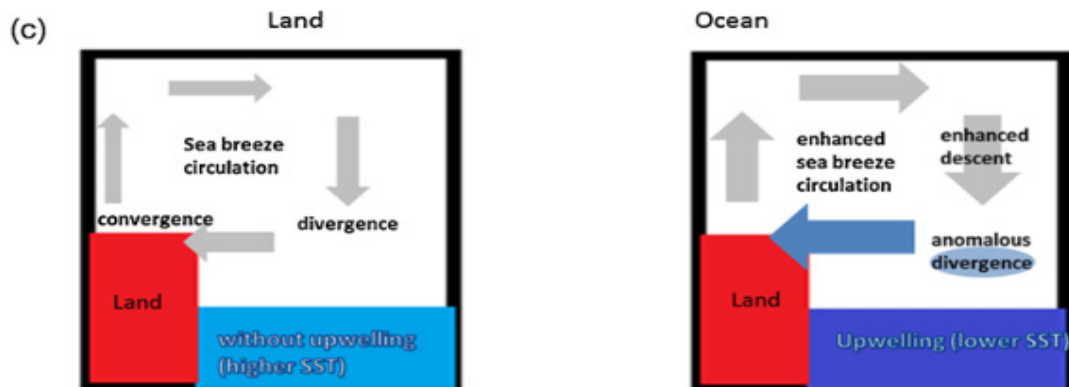 (c)
Land
Sea breeze
circulation
convergence
divergence
Land
without upwelling
(higher SST)
Ocean
enhanced
sea breeze
circulation
enhanced
descent
anomalous
divergence
Land
Upwelling (lower SST)